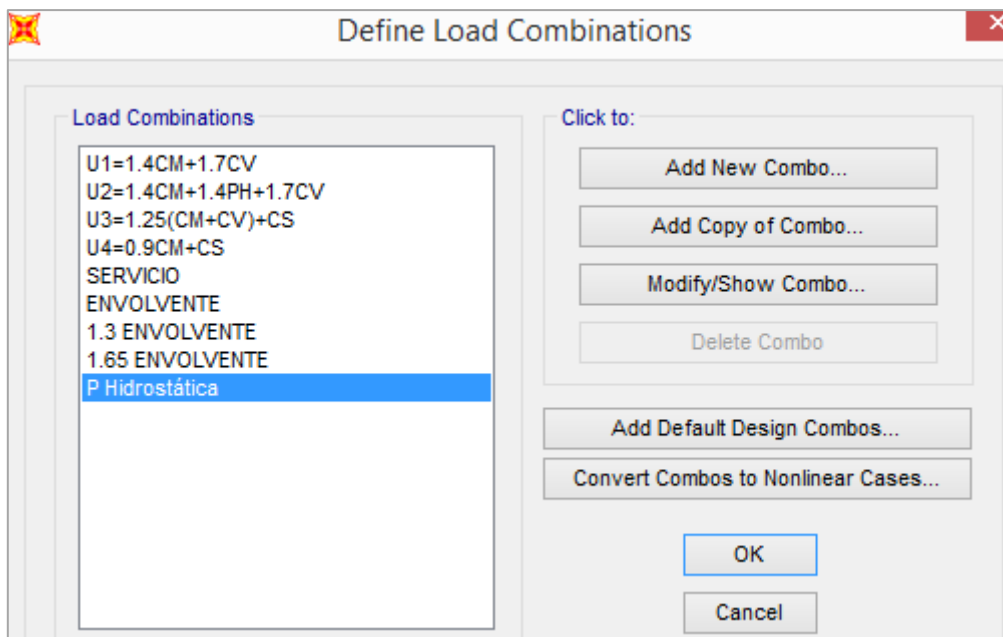 Define Load Combinations
Load Combinations
U1=1.4CM+1.7CV
U2=1.4CM+1.4PH+1.7CV
U3=1.25(CM+CV)+CS
U4=0.9CM+CS
SERVICIO
ENVOLVENTE
1.3 ENVOLVENTE
1.65 ENVOLVENTE
P Hidrostática
Click to:
Add New Combo...
Add Copy of Combo...
Modify/Show Combo...
Delete Combo
Add Default Design Combos...
Convert Combos to Nonlinear Cases...
OK
Cancel